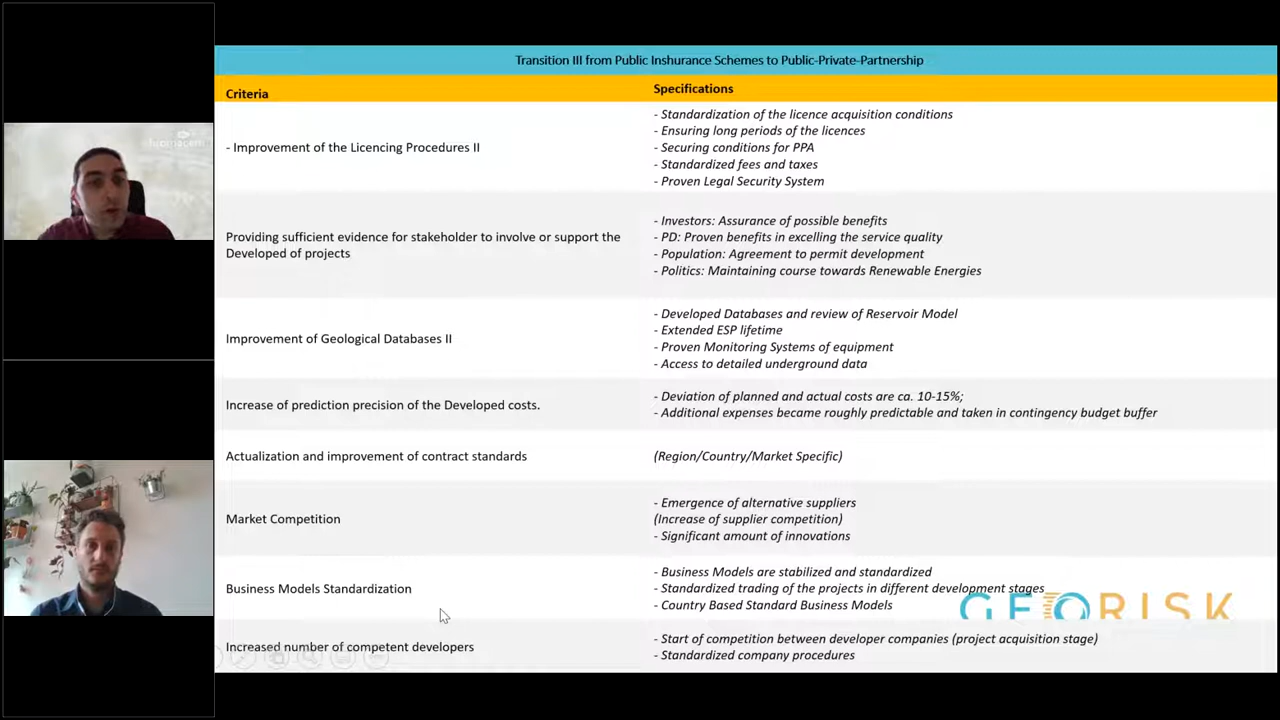 Transition III from Public Inshurance Schemes to Public-Private-Partnership
Criteria
Specifications
- Improvement of the Licencing Procedures II
- Standardization of the licence acquisition conditions
- Ensuring long periods of the licences
- Securing conditions for PPA
- Standardized fees and taxes
- Proven Legal Security System
Providing sufficient evidence for stakeholder to involve or support the
Developed of projects
- Investors: Assurance of possible benefits
- PD: Proven benefits in excelling the service quality
- Population: Agreement to permit development
- Politics: Maintaining course towards Renewable Energies
Improvement of Geological Databases II
- Developed Databases and review of Reservoir Model
- Extended ESP lifetime
- Proven Monitoring Systems of equipment
- Access to detailed underground data
Increase of prediction precision of the Developed costs.
- Deviation of planned and actual costs are ca. 10-15%;
- Additional expenses became roughly predictable and taken in contingency budget buffer
Actualization and improvement of contract standards
(Region/Country/Market Specific)
Market Competition
- Emergence of alternative suppliers
(Increase of supplier competition)
- Significant amount of innovations
Business Models Standardization
- Business Models are stabilized and standardized
- Standardized trading of the projects in different development stages
- Country Based Standard Business Models
GEORISK
Increased number of competent developers
- Start of competition between developer companies (project acquisition stage)
- Standardized company procedures